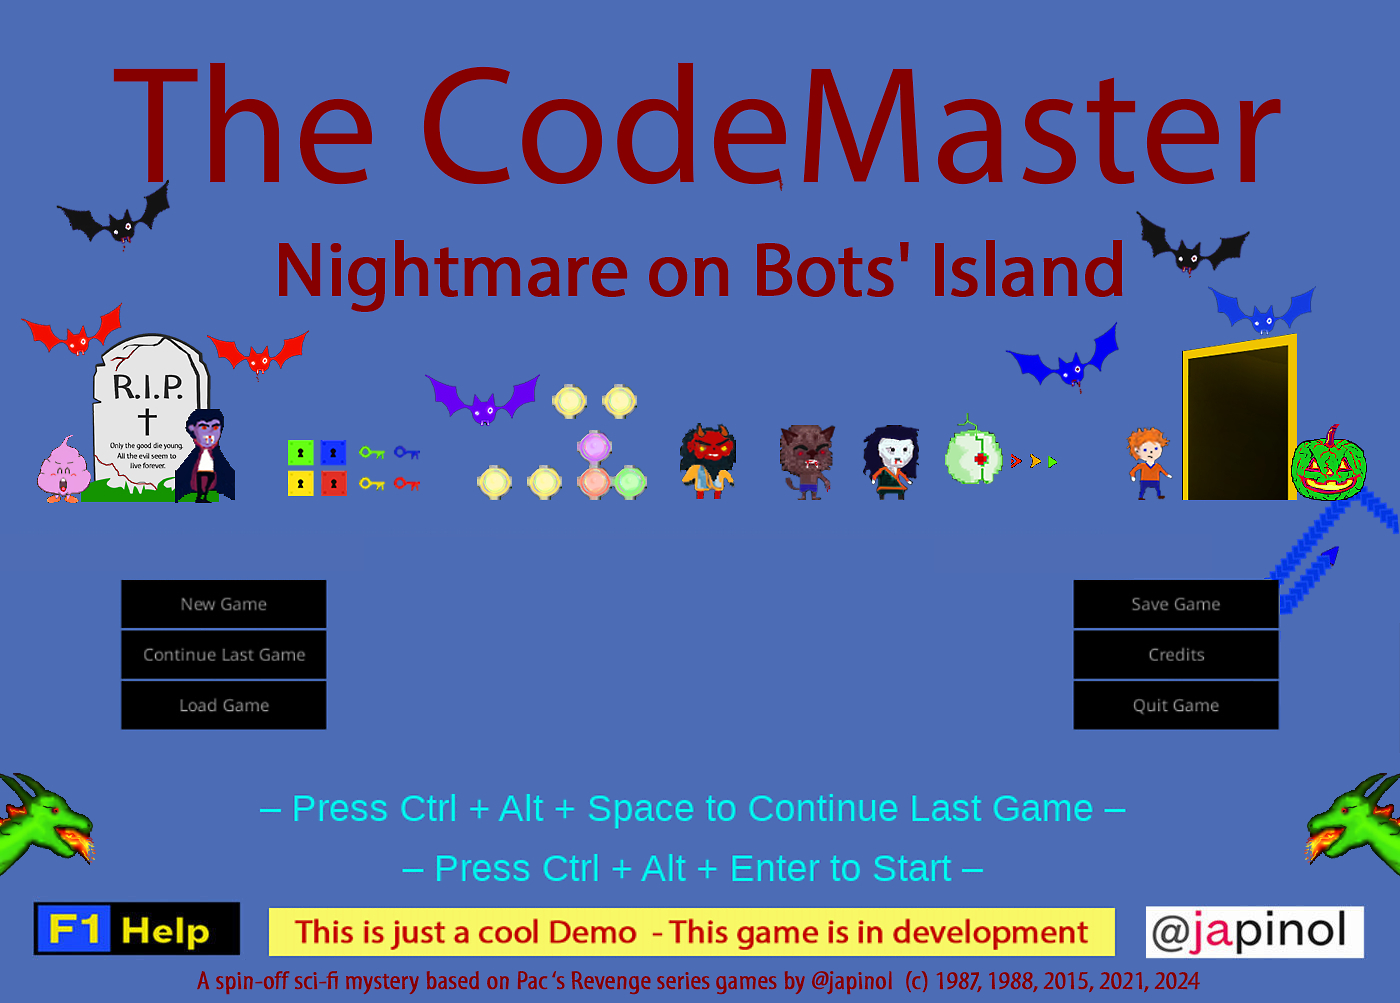 The CodeMaster
Nightmare on Bots' Island
R.I.P.
Only the good die young.
All the evil seem to
live forever.
New Game
Continue Last Game
Load Game
Save Game
Credits
Quit Game
– Press Ctrl + Alt + Space to Continue Last Game –
– Press Ctrl + Alt + Enter to Start –
F1 Help
This is just a cool Demo - This game is in development
@japinol
A spin-off sci-fi mystery based on Pac 's Revenge series games by @japinol (c) 1987, 1988, 2015, 2021, 2024